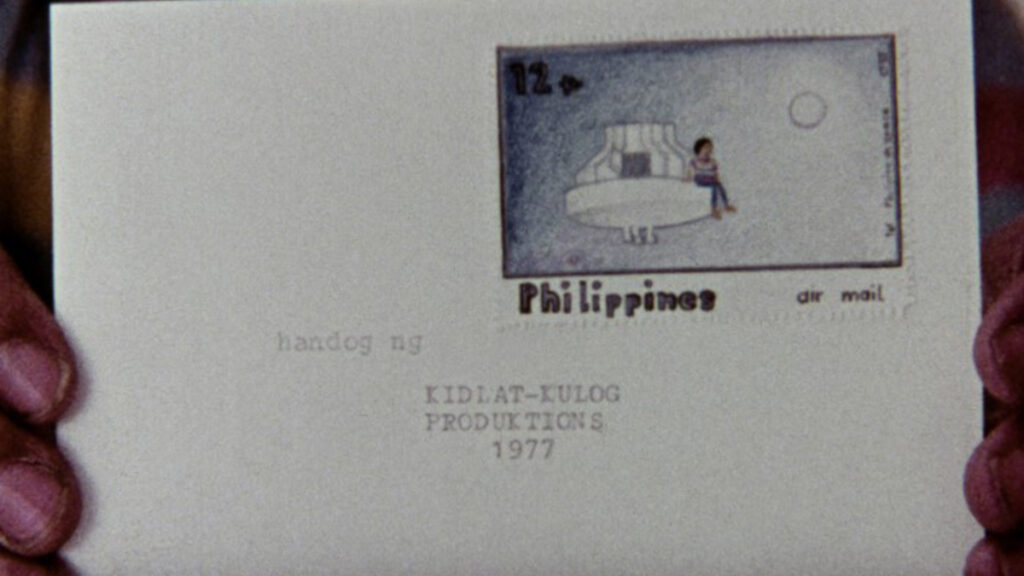 12
Philippines air mail
handog ng
KIDLAT-KULOG
PRODUKTIONS
1977